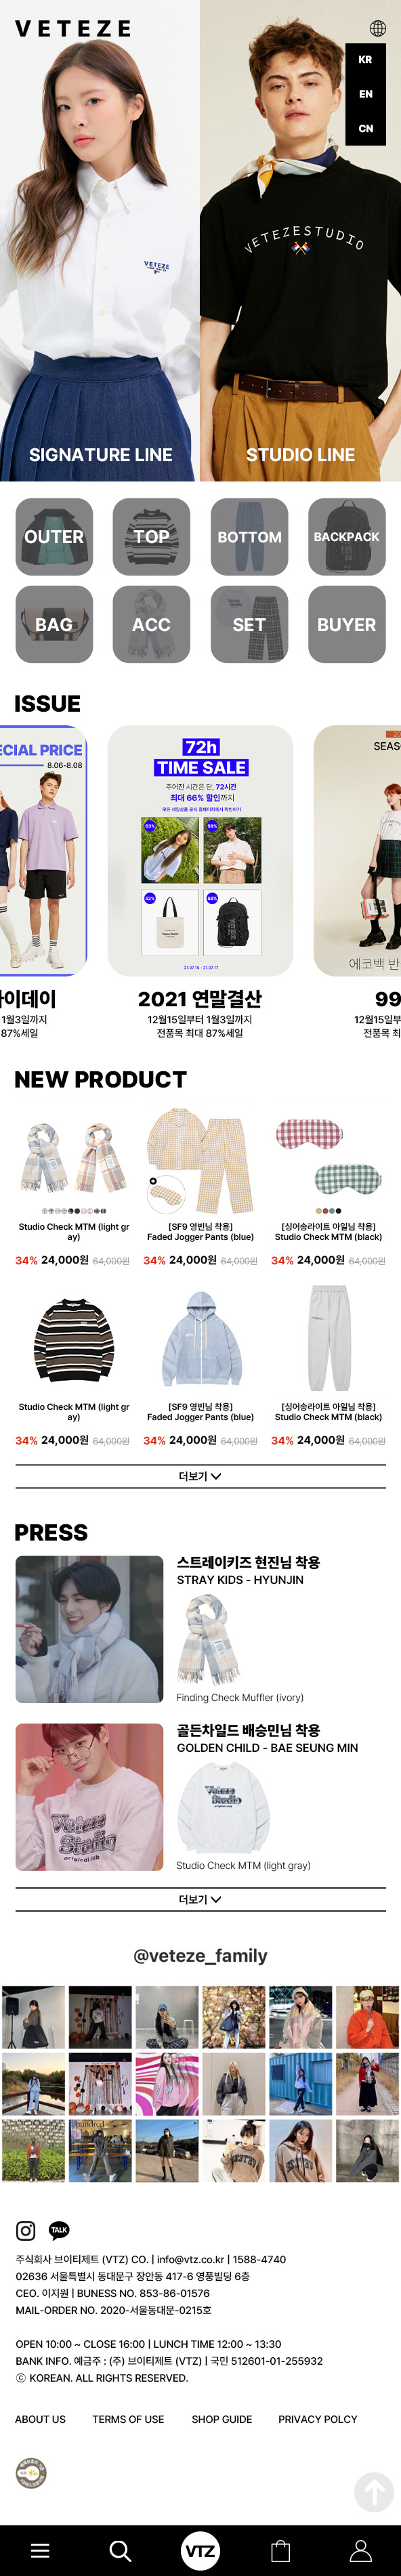 VETEZE
KR
EN
CN
VETEZE
VETEZESTUDIO
SIGNATURE LINE
STUDIO LINE
OUTER
TOP
BOTTOM
BACKPACK
BAG
ACC
SET
BUYER
ISSUE
ECIAL PRICE
8.06-8.08
72h
TIME SALE
주어진 시간은 단, 72시간
최대 66% 할인까지
63%
58%
52%
58%
21.07.15 - 21.07.17
SEAS
에코백 반
이데이
1월3일까지
87%세일
2021 연말결산
12월15일부터 1월3일까지
전품목 최대 87%세일
99
12월15일부
전품목 최
NEW PRODUCT
Studio Check MTM (light gr
ay)
34% 24,000원 64,000원
[SF9 영빈님 착용]
Faded Jogger Pants (blue)
34% 24,000원 64,000원
[싱어송라이트 아일님 착용]
Studio Check MTM (black)
34% 24,000원 64,000원
Studio Check MTM (light gr
ay)
34% 24,000원 64,000원
[SF9 영빈님 착용]
Faded Jogger Pants (blue)
34% 24,000원 64,000원
[싱어송라이트 아일님 착용]
Studio Check MTM (black)
34% 24,000원 64,000원
더보기
PRESS
스트레이키즈 현진님 착용
STRAY KIDS - HYUNJIN
Finding Check Muffler (ivory)
골든차일드 배승민님 착용
GOLDEN CHILD - BAE SEUNG MIN
Veteze
Studio
original club
Studio Check MTM (light gray)
더보기
@veteze_family
TALK
주식회사 브이티제트 (VTZ) CO. | info@vtz.co.kr | 1588-4740
02636 서울특별시 동대문구 장안동 417-6 영풍빌딩 6층
CEO. 이지원 | BUNESS NO. 853-86-01576
MAIL-ORDER NO. 2020-서울동대문-0215호
OPEN 10:00 ~ CLOSE 16:00 | LUNCH TIME 12:00 ~ 13:30
BANK INFO. 예금주 : (주) 브이티제트 (VTZ) | 국민 512601-01-255932
ⓒ KOREAN. ALL RIGHTS RESERVED.
ABOUT US
TERMS OF USE
SHOP GUIDE
PRIVACY POLCY
VTZ